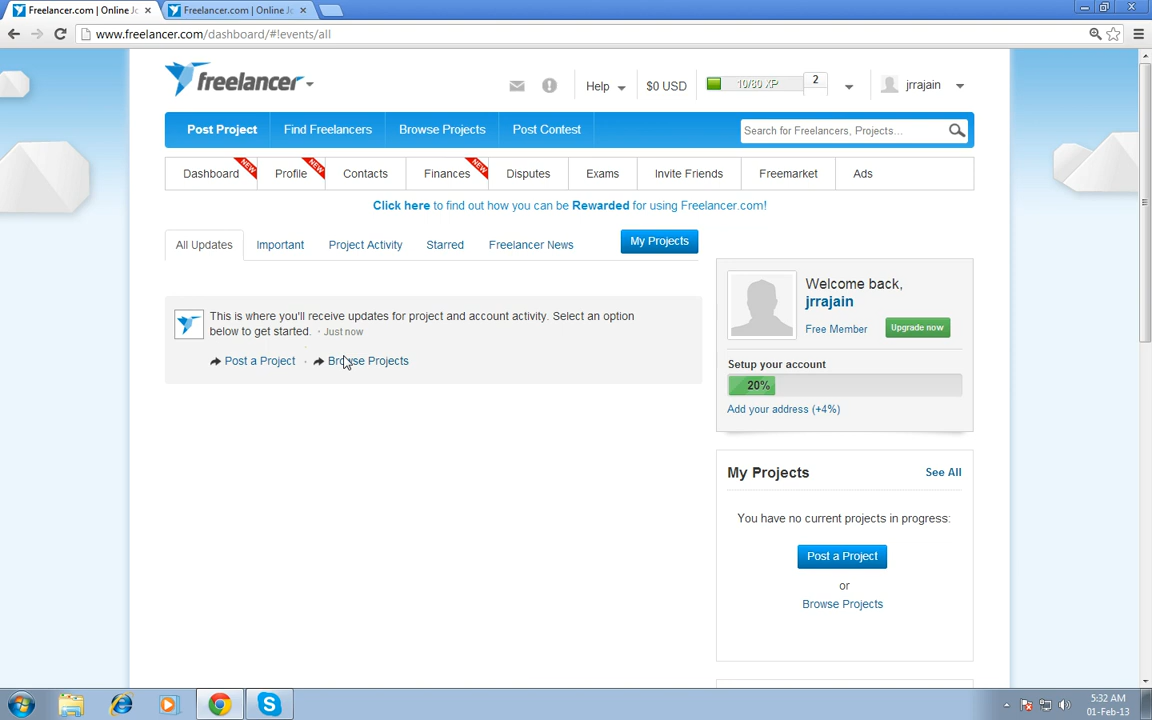 Freelancer.com | Online Jo
Freelancer.com | Online Jo
www.freelancer.com/dashboard/#!events/all
freelancer
Help
$0 USD
10/80 XP
2
jrrajain
Post Project
Find Freelancers
Browse Projects
Post Contest
Search for Freelancers, Projects...
Dashboard
NEW
Profile
NEW
Contacts
Finances
NEW
Disputes
Exams
Invite Friends
Freemarket
Ads
Click here to find out how you can be Rewarded for using Freelancer.com!
All Updates
Important
Project Activity
Starred
Freelancer News
My Projects
This is where you'll receive updates for project and account activity. Select an option
below to get started. · Just now
Post a Project · Browse Projects
Welcome back,
jrrajain
Free Member
Upgrade now
Setup your account
20%
Add your address (+4%)
My Projects
See All
You have no current projects in progress:
Post a Project
or
Browse Projects
5:32 AM
01-Feb-13